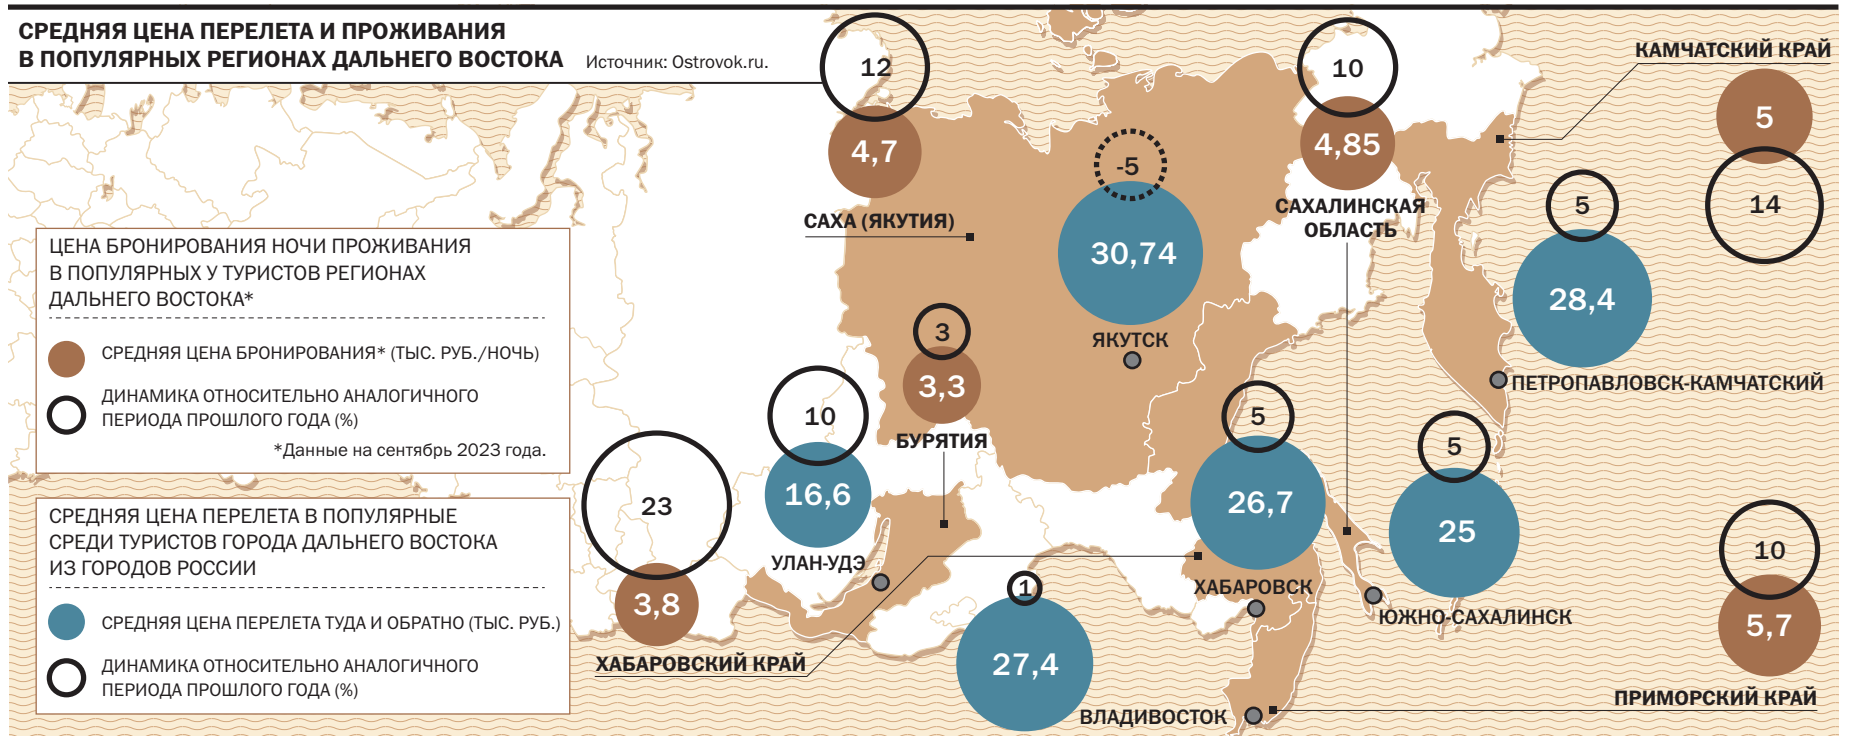 СРЕДНЯЯ ЦЕНА ПЕРЕЛЕТА И ПРОЖИВАНИЯ
В ПОПУЛЯРНЫХ РЕГИОНАХ ДАЛЬНЕГО ВОСТОКА
Источник: Ostrovok.ru.
ЦЕНА БРОНИРОВАНИЯ НОЧИ ПРОЖИВАНИЯ
В ПОПУЛЯРНЫХ У ТУРИСТОВ РЕГИОНАХ
ДАЛЬНЕГО ВОСТОКА*
СРЕДНЯЯ ЦЕНА БРОНИРОВАНИЯ* (ТЫС. РУБ./НОЧЬ)
ДИНАМИКА ОТНОСИТЕЛЬНО АНАЛОГИЧНОГО
ПЕРИОДА ПРОШЛОГО ГОДА (%)
*Данные на сентябрь 2023 года.
СРЕДНЯЯ ЦЕНА ПЕРЕЛЕТА В ПОПУЛЯРНЫЕ
СРЕДИ ТУРИСТОВ ГОРОДА ДАЛЬНЕГО ВОСТОКА
ИЗ ГОРОДОВ РОССИИ
СРЕДНЯЯ ЦЕНА ПЕРЕЛЕТА ТУДА И ОБРАТНО (ТЫС. РУБ.)
ДИНАМИКА ОТНОСИТЕЛЬНО АНАЛОГИЧНОГО
ПЕРИОДА ПРОШЛОГО ГОДА (%)
12
4,7
САХА (ЯКУТИЯ)
-5
30,74
ЯКУТСК
10
4,85
САХАЛИНСКАЯ
ОБЛАСТЬ
КАМЧАТСКИЙ КРАЙ
5
14
5
28,4
ПЕТРОПАВЛОВСК-КАМЧАТСКИЙ
3
3,3
БУРЯТИЯ
10
16,6
УЛАН-УДЭ
23
3,8
ХАБАРОВСКИЙ КРАЙ
5
26,7
ХАБАРОВСК
5
25
ЮЖНО-САХАЛИНСК
1
27,4
ВЛАДИВОСТОК
10
5,7
ПРИМОРСКИЙ КРАЙ